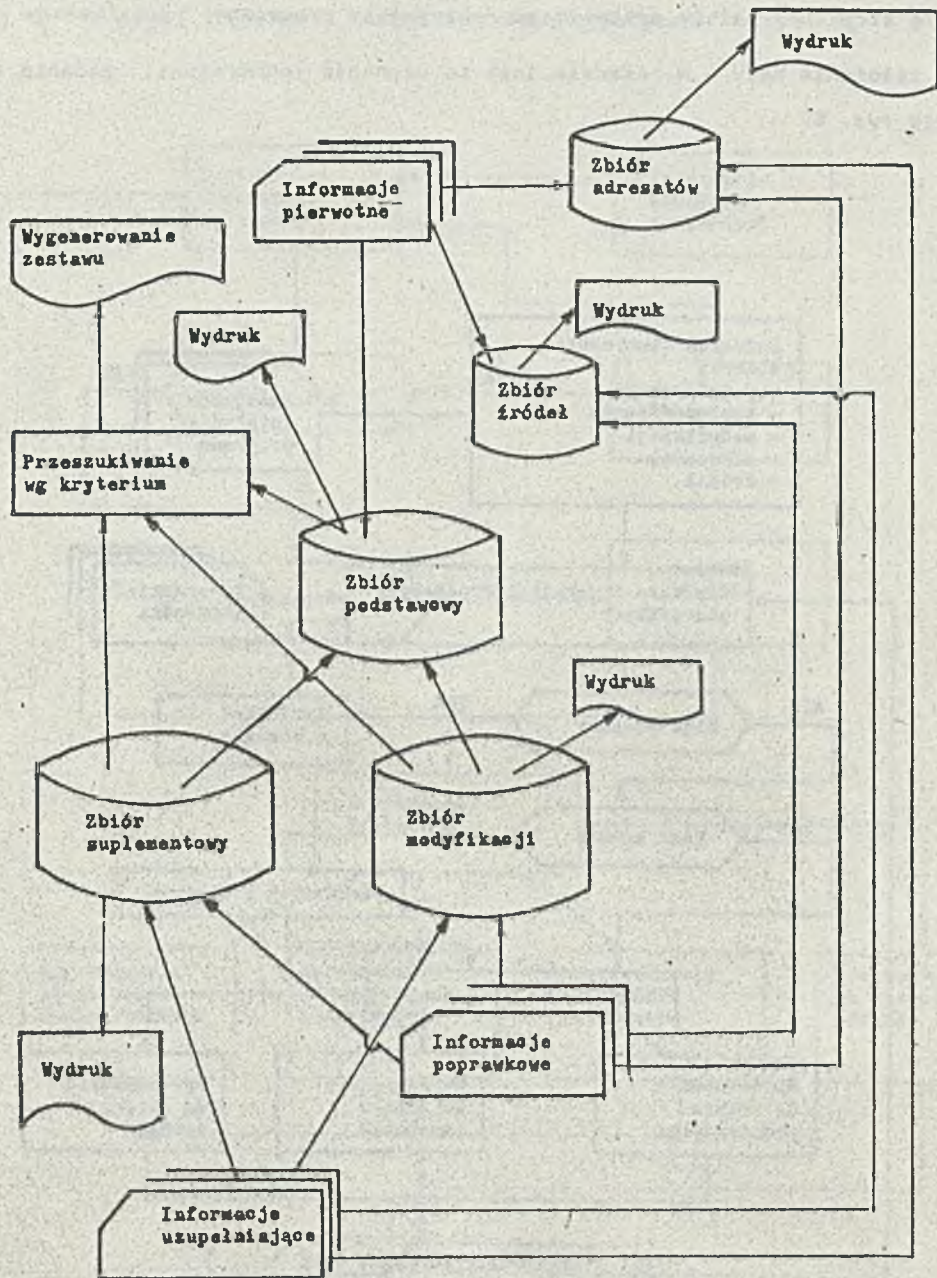 Wydruk
Zbiór
adresatów
Informacje
pierwotne
Wygenerowanie
zestawu
Wydruk
Wydruk
Zbiór
źródeł
Przeszukiwanie
wg kryterium
Zbiór
podstawowy
Wydruk
Zbiór
suplementowy
Zbiór
modyfikacji
Wydruk
Informacje
poprawkowe
Informacje
uzupełniające